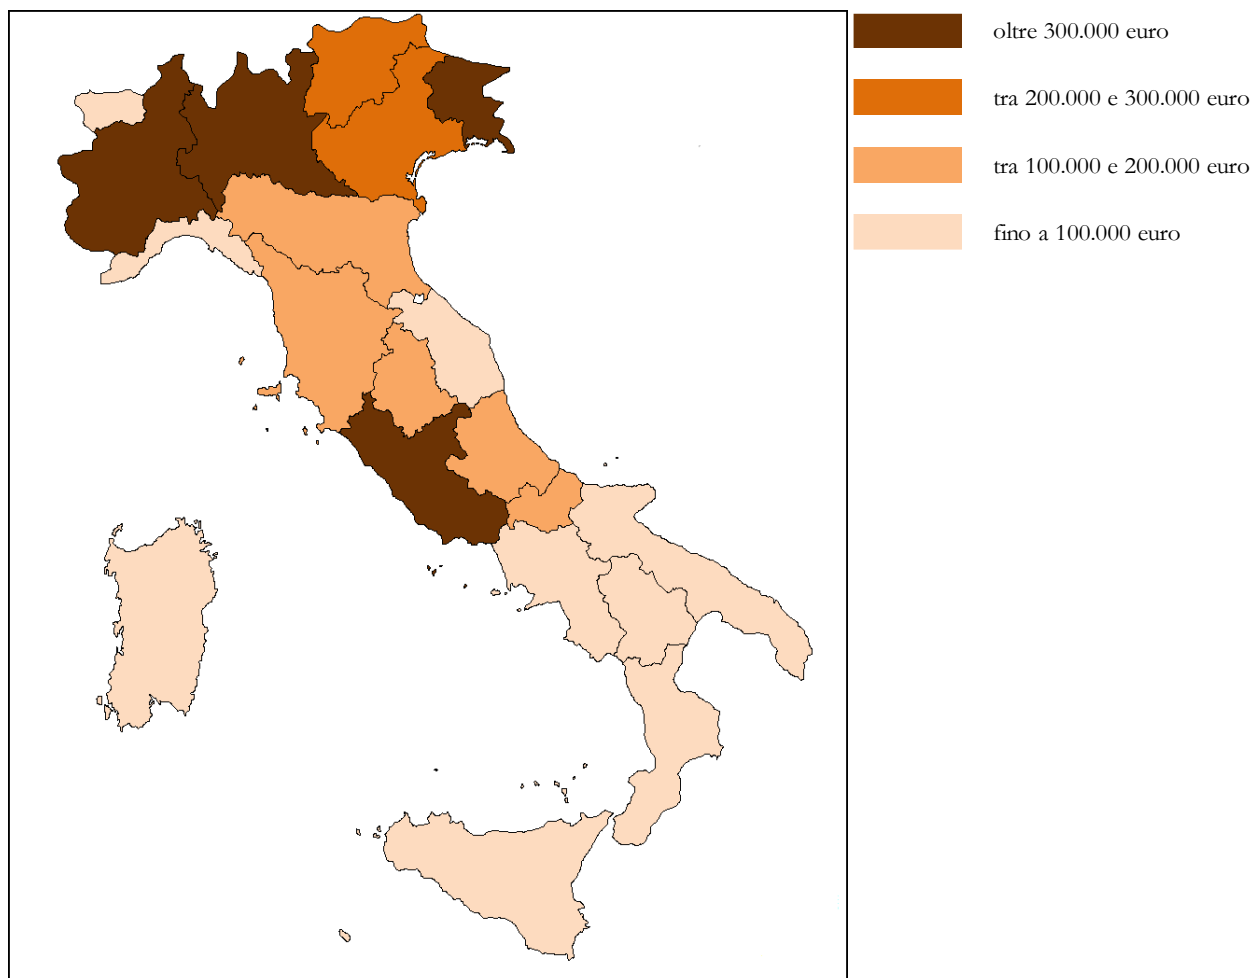 oltre 300.000 euro
tra 200.000 e 300.000 euro
tra 100.000 e 200.000 euro
fino a 100.000 euro